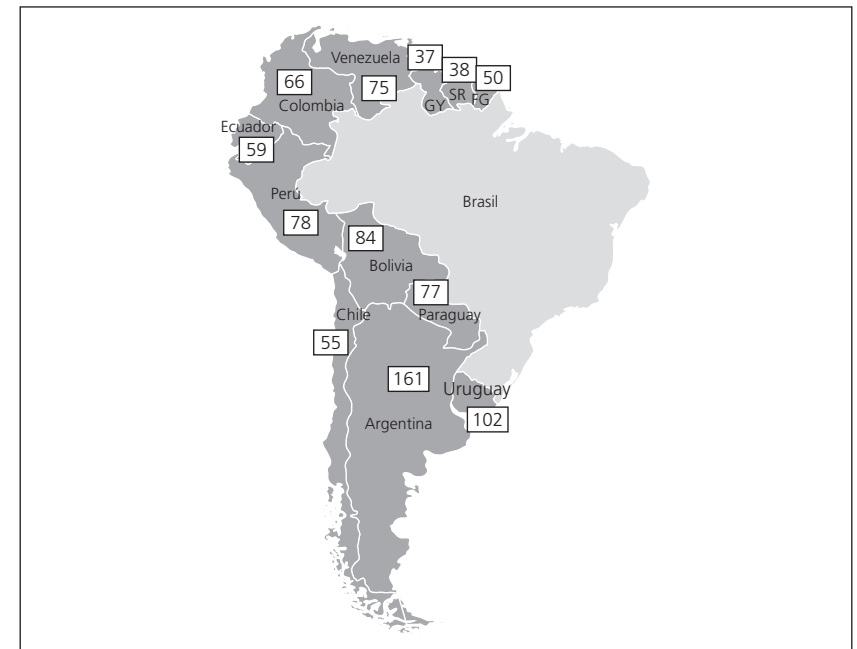 Venezuela
37
38
50
66
75
Colombia
GY
SR
FG
Ecuador
59
Perú
78
Brasil
84
Bolivia
77
Chile
Paraguay
55
161
Uruguay
102
Argentina